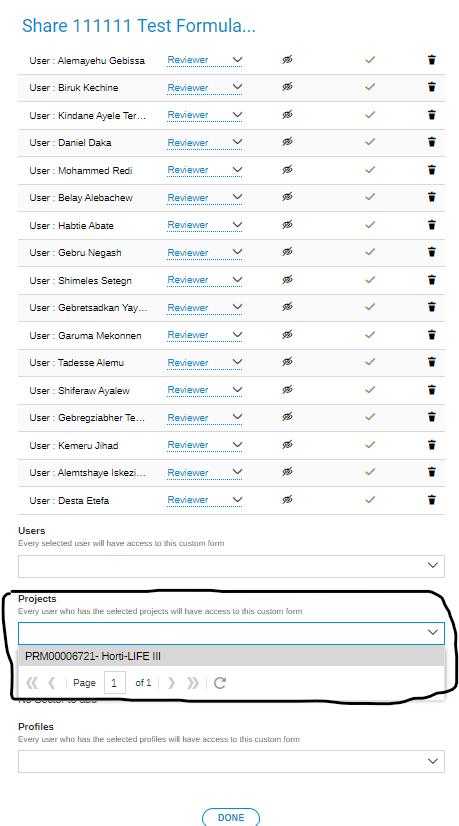 Share 111111 Test Formula...
User : Alemayehu Gebissa Reviewer
User : Biruk Kechine Reviewer
User : Kindane Ayele Ter... Reviewer
User : Daniel Daka Reviewer
User : Mohammed Redi Reviewer
User : Belay Alebachew Reviewer
User : Habtie Abate Reviewer
User : Gebru Negash Reviewer
User : Shimeles Setegn Reviewer
User : Gebretsadkan Yay... Reviewer
User : Garuma Mekonnen Reviewer
User : Tadesse Alemu Reviewer
User : Shiferaw Ayalew Reviewer
User : Gebregziabher Te... Reviewer
User : Kemeru Jihad Reviewer
User : Alemtshaye Iskezi... Reviewer
User : Desta Etefa Reviewer
Users
Every selected user will have access to this custom form
Projects
Every user who has the selected projects will have access to this custom form
PRM00006721- Horti-LIFE III
Page 1 of 1
Profiles
Every user who has the selected profiles will have access to this custom form
DONE